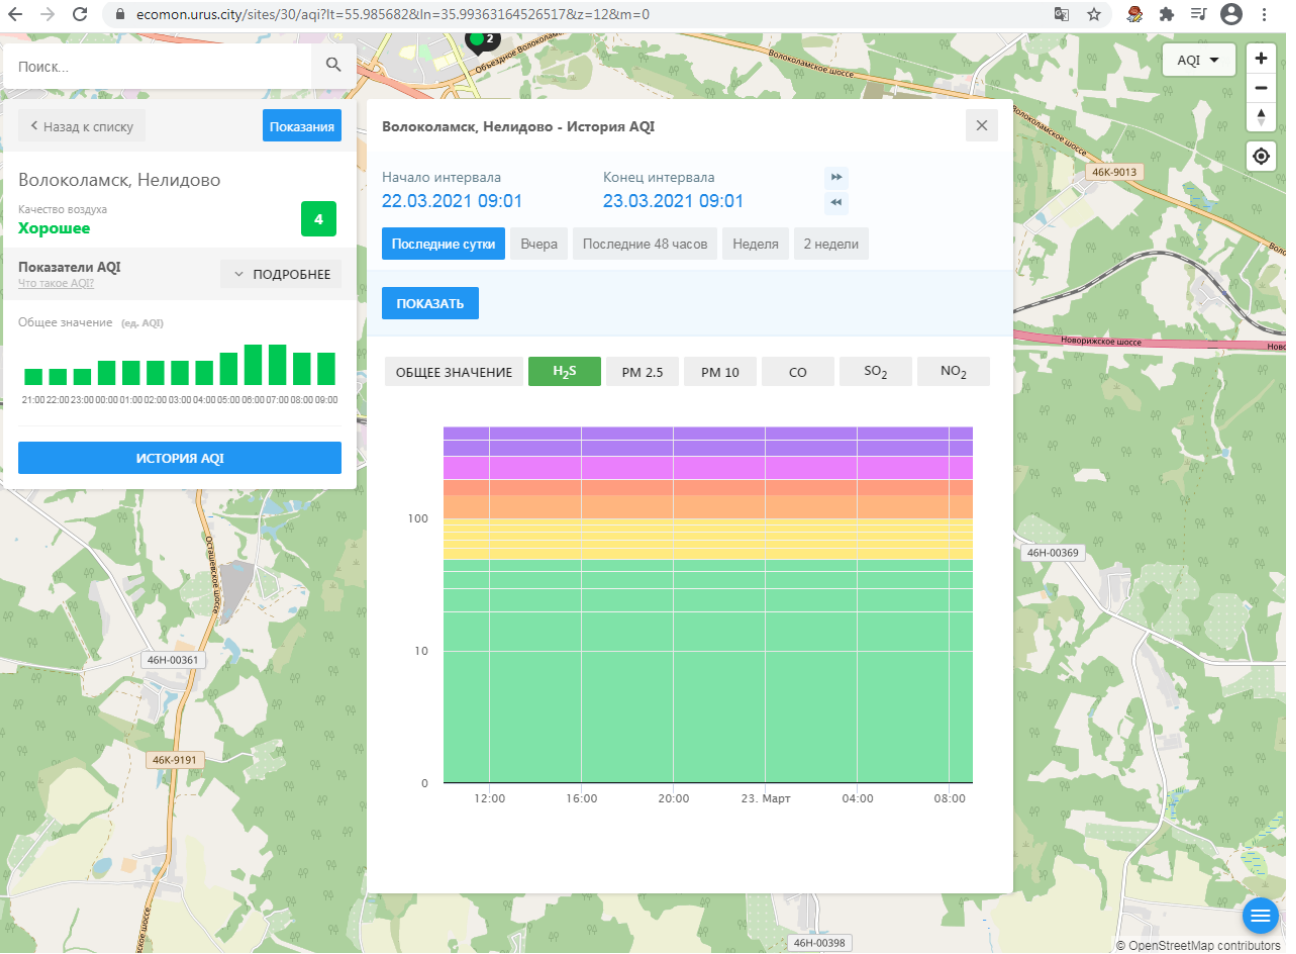 ecomon.urus.city/sites/30/aqi?lt=55.985682&ln=35.99363164526517&z=12&m=0
2
Объездное Волоколамск
Волоколамское шоссе
Поиск...
AQI
Назад к списку
Показания
Волоколамск, Нелидово - История AQI
Волоколамское шоссе
46К-9013
Волоколамск, Нелидово
Качество воздуха
Хорошее
4
Начало интервала
Конец интервала
22.03.2021 09:01
23.03.2021 09:01
Последние сутки
Вчера
Последние 48 часов
Неделя
2 недели
Показатели AQI
Что такое AQI?
ПОДРОБНЕЕ
ПОКАЗАТЬ
Общее значение (ед. AQI)
21:00 22:00 23:00 00:00 01:00 02:00 03:00 04:00 05:00 06:00 07:00 08:00 09:00
ИСТОРИЯ AQI
Новорижское шоссе
ОБЩЕЕ ЗНАЧЕНИЕ
H2S
PM 2.5
PM 10
CO
SO2
NO2
100
10
0
12:00
16:00
20:00
23. Март
04:00
08:00
Осташёвское шоссе
46Н-00369
46Н-00361
46К-9191
46Н-00398
© OpenStreetMap contributors